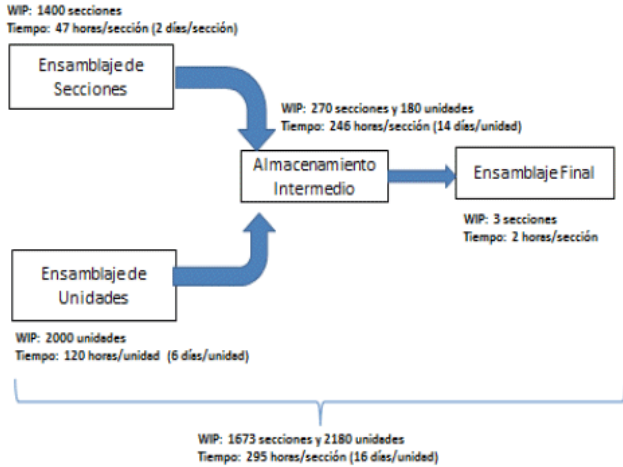 WIP: 1400 secciones
Tiempo: 47 horas/sección (2 días/sección)
Ensamblaje de
Secciones
WIP: 270 secciones y 180 unidades
Tiempo: 246 horas/sección (14 días/unidad)
Almacenamiento
Intermedio
Ensamblaje Final
WIP: 3 secciones
Tiempo: 2 horas/sección
Ensamblaje de
Unidades
WIP: 2000 unidades
Tiempo: 120 horas/unidad (6 días/unidad)
WIP: 1673 secciones y 2180 unidades
Tiempo: 295 horas/sección (16 días/unidad)